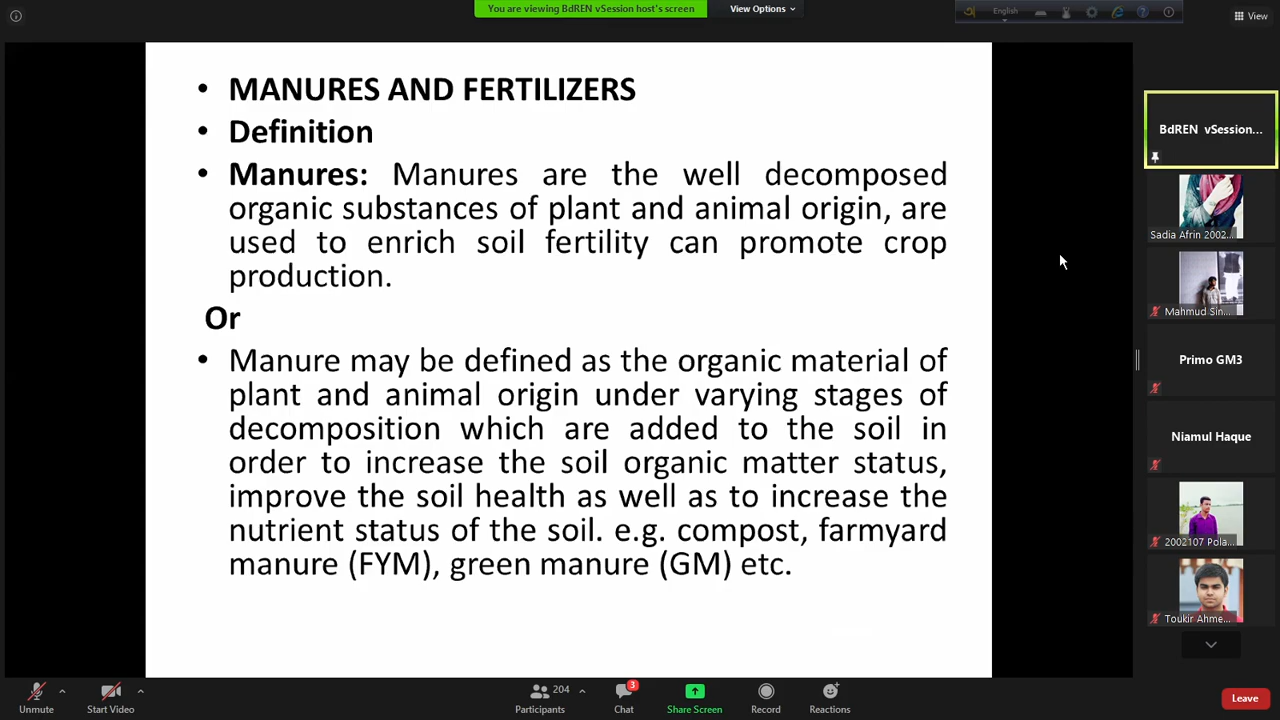 You are viewing BdREN vSession host's screen
View Options
English
View
• MANURES AND FERTILIZERS
• Definition
• Manures: Manures are the well decomposed
organic substances of plant and animal origin, are
used to enrich soil fertility can promote crop
production.
Or
• Manure may be defined as the organic material of
plant and animal origin under varying stages of
decomposition which are added to the soil in
order to increase the soil organic matter status,
improve the soil health as well as to increase the
nutrient status of the soil. e.g. compost, farmyard
manure (FYM), green manure (GM) etc.
BdREN vSession...
Sadia Afrin 2002...
Mahmud Sin...
Primo GM3
Niamul Haque
2002107 Pola...
Toukir Ahme...
Unmute
Start Video
204
Participants
3
Chat
Share Screen
Record
Reactions
Leave